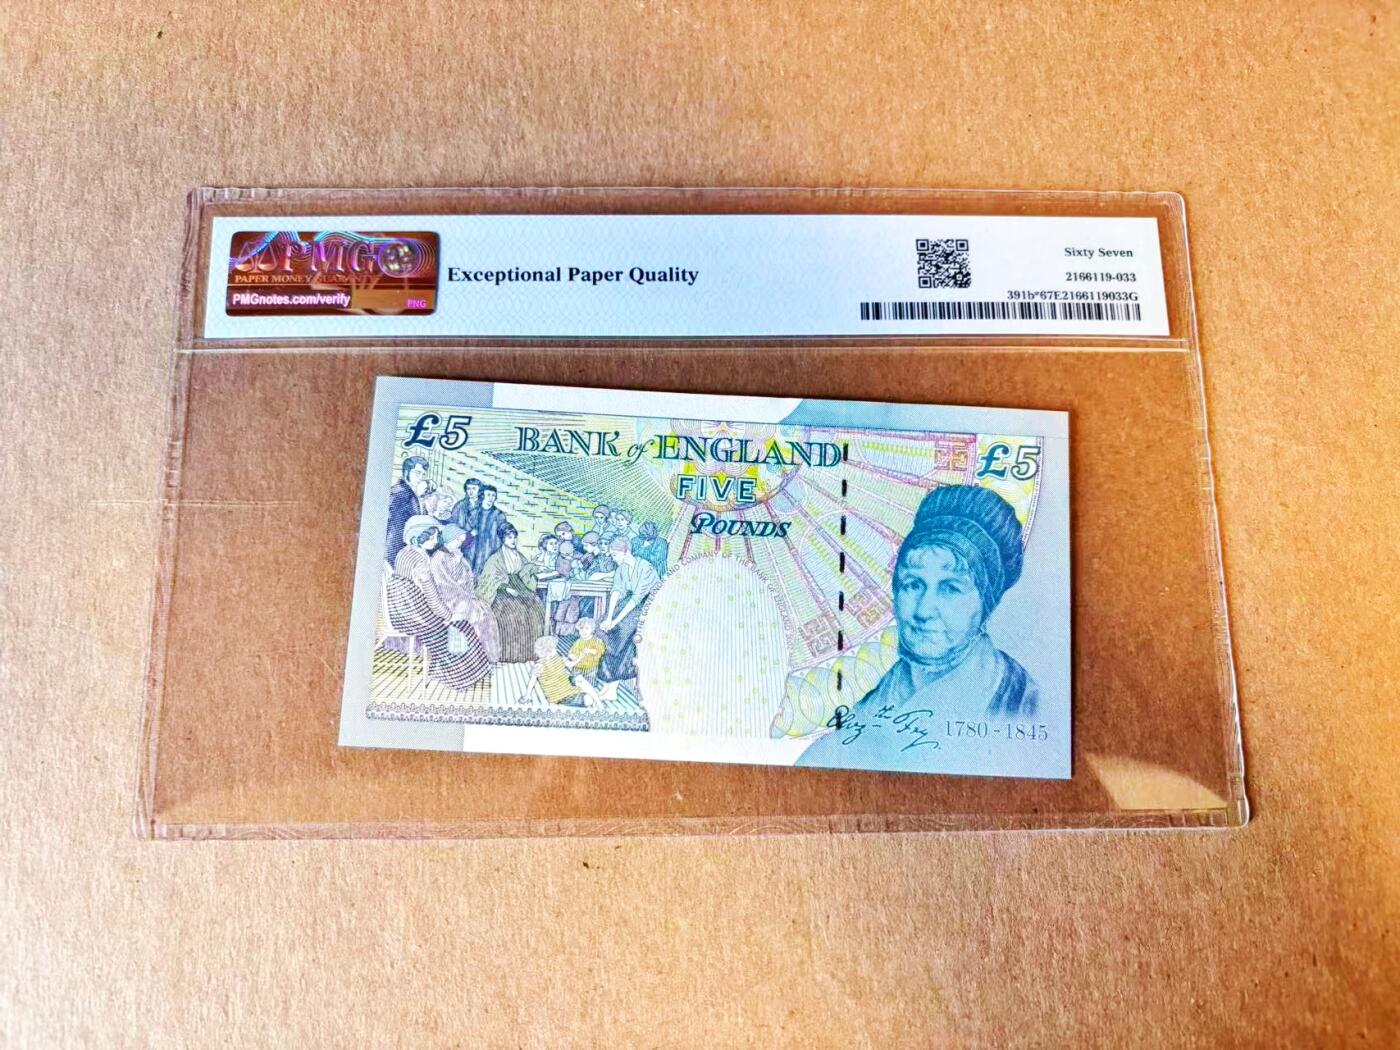 PMG
PAPER MONEY GUARANTY
PMGnotes.com/verify
PNG
Exceptional Paper Quality
Sixty Seven
2166119-033
391b*67E2166119033G
£5
BANK of ENGLAND
£5
FIVE
POUNDS
1780 - 1845